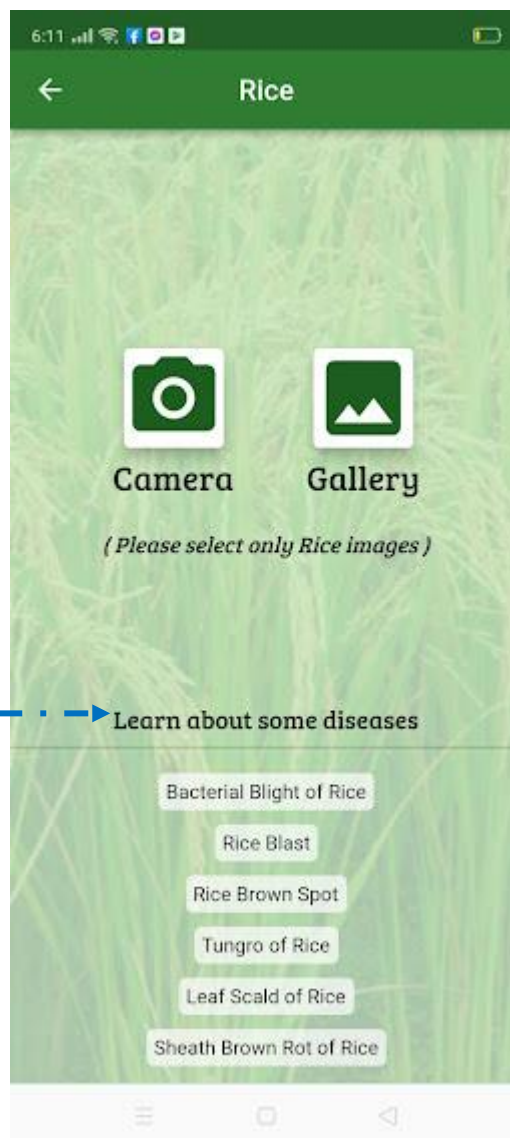 6:11
Rice
Camera Gallery
( Please select only Rice images )
Learn about some diseases
Bacterial Blight of Rice
Rice Blast
Rice Brown Spot
Tungro of Rice
Leaf Scald of Rice
Sheath Brown Rot of Rice